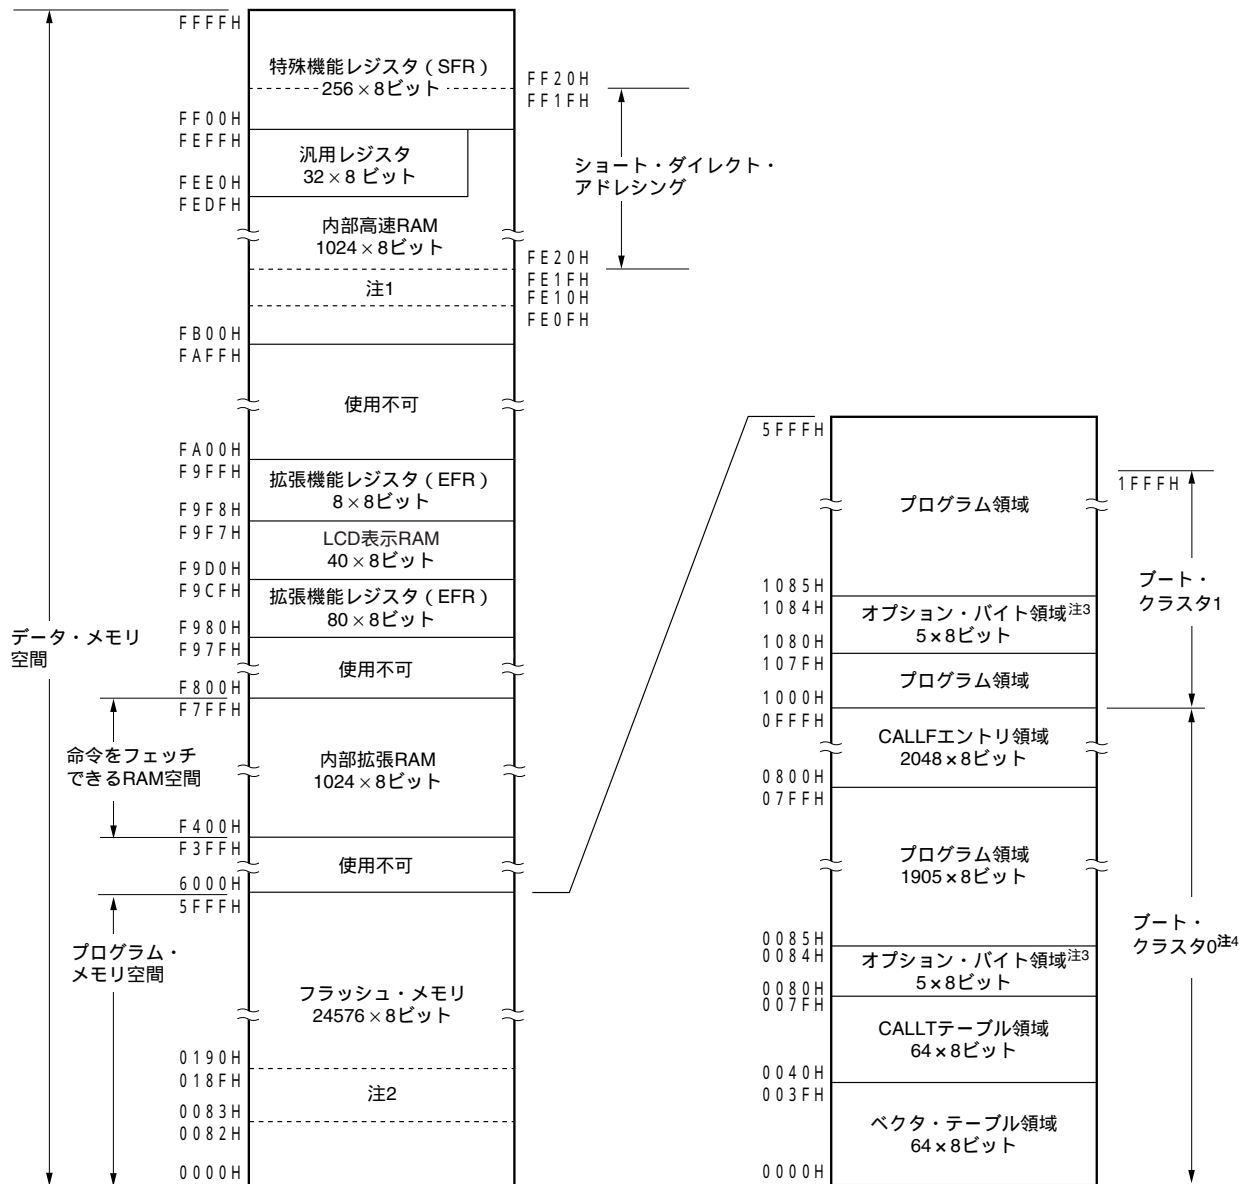 FFFFH
特殊機能レジスタ（SFR）
256×8ビット
FF20H
FF1FH
FF00H
FEFFH
汎用レジスタ
32×8 ビット
ショート・ダイレクト・
アドレシング
FEE0H
FEDFH
内部高速RAM
1024×8ビット
FE20H
FE1FH
注1
FE10H
FE0FH
FB00H
FAFFH
使用不可
FA00H
F9FFH
拡張機能レジスタ（EFR）
8×8ビット
F9F8H
F9F7H
LCD表示RAM
40×8ビット
F9D0H
F9CFH
拡張機能レジスタ（EFR）
80×8ビット
F980H
F97FH
データ・メモリ
空間
使用不可
F800H
F7FFH
命令をフェッチ
できるRAM空間
内部拡張RAM
1024×8ビット
F400H
F3FFH
使用不可
6000H
5FFFH
プログラム・
メモリ空間
フラッシュ・メモリ
24576×8ビット
0190H
018FH
注2
0083H
0082H
0000H
5FFFH
1FFFH
プログラム領域
ブート・
クラスタ1
1085H
1084H
オプション・バイト領域注3
5×8ビット
1080H
107FH
プログラム領域
1000H
0FFFH
CALLFエントリ領域
2048×8ビット
0800H
07FFH
プログラム領域
1905×8ビット
ブート・
クラスタ0注4
0085H
0084H
オプション・バイト領域注3
5×8ビット
0080H
007FH
CALLTテーブル領域
64×8ビット
0040H
003FH
ベクタ・テーブル領域
64×8ビット
0000H